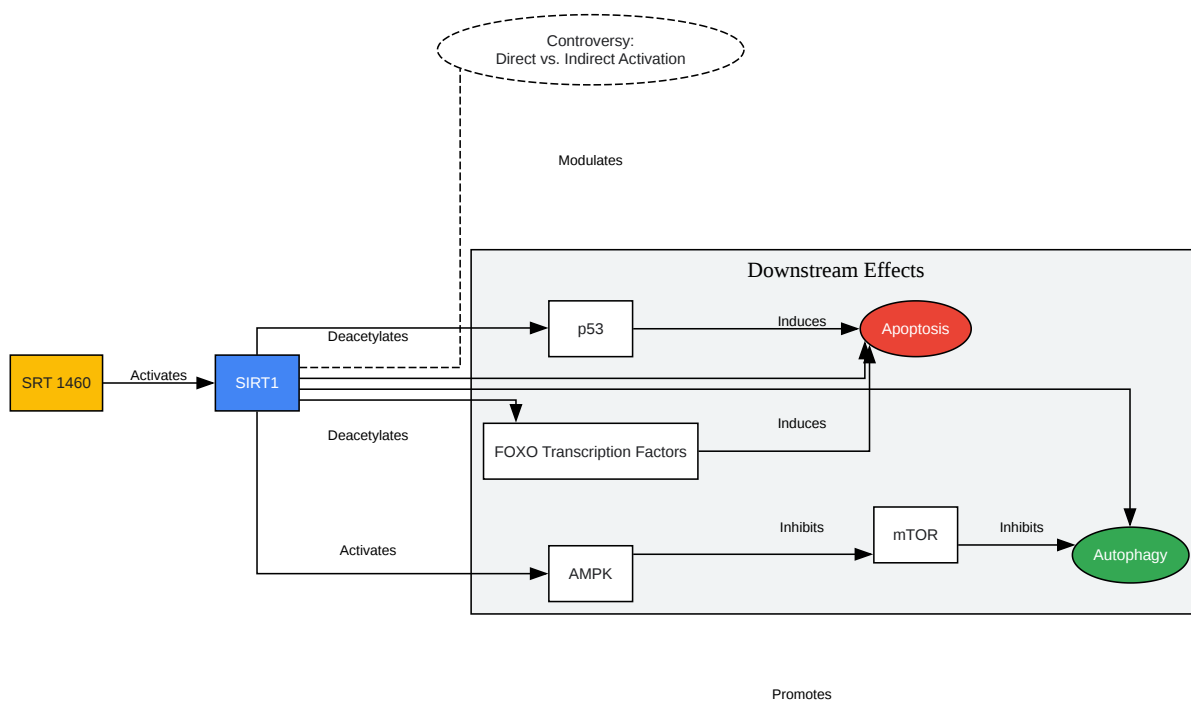 Controversy:
Direct vs. Indirect Activation
Modulates
Downstream Effects
Deacetylates
p53
Induces
Apoptosis
SRT 1460
Activates
SIRT1
Deacetylates
FOXO Transcription Factors
Induces
Activates
AMPK
Inhibits
mTOR
Inhibits
Autophagy
Promotes